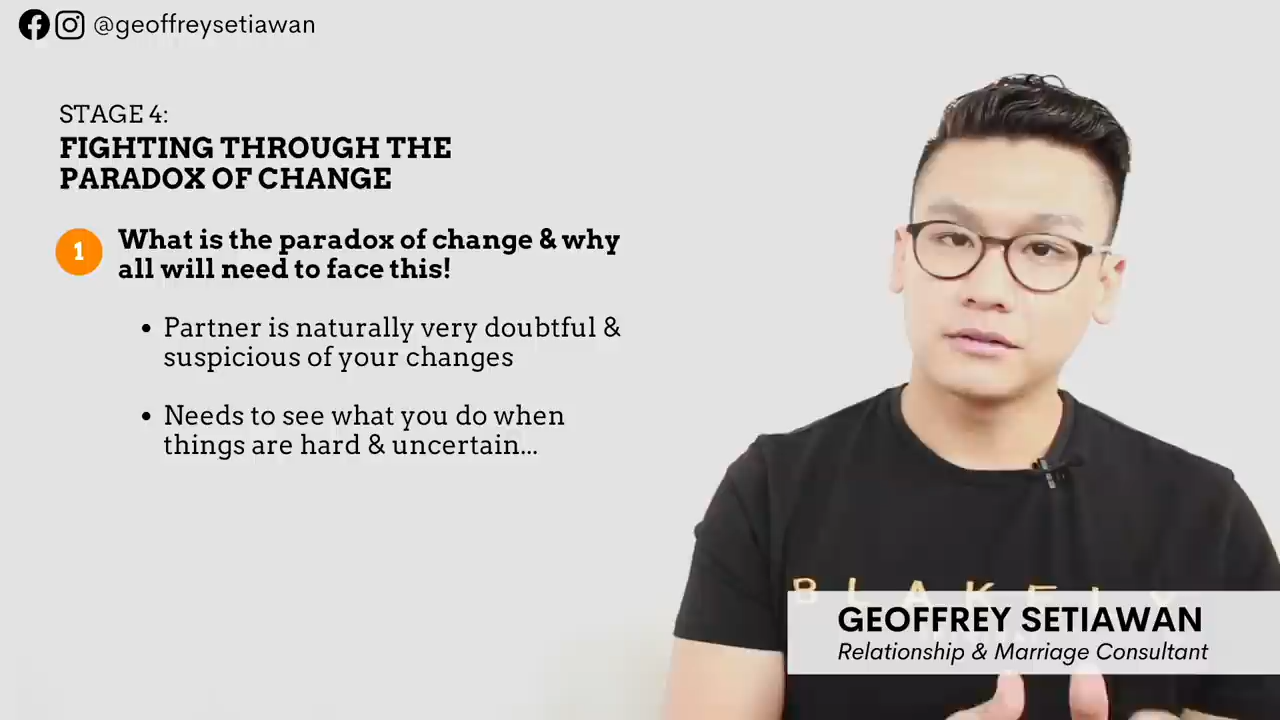 @geoffreysetiawan
STAGE 4:
FIGHTING THROUGH THE
PARADOX OF CHANGE
1
What is the paradox of change & why
all will need to face this!
• Partner is naturally very doubtful &
suspicious of your changes
• Needs to see what you do when
things are hard & uncertain...
BLAKELY
GEOFFREY SETIAWAN
Relationship & Marriage Consultant